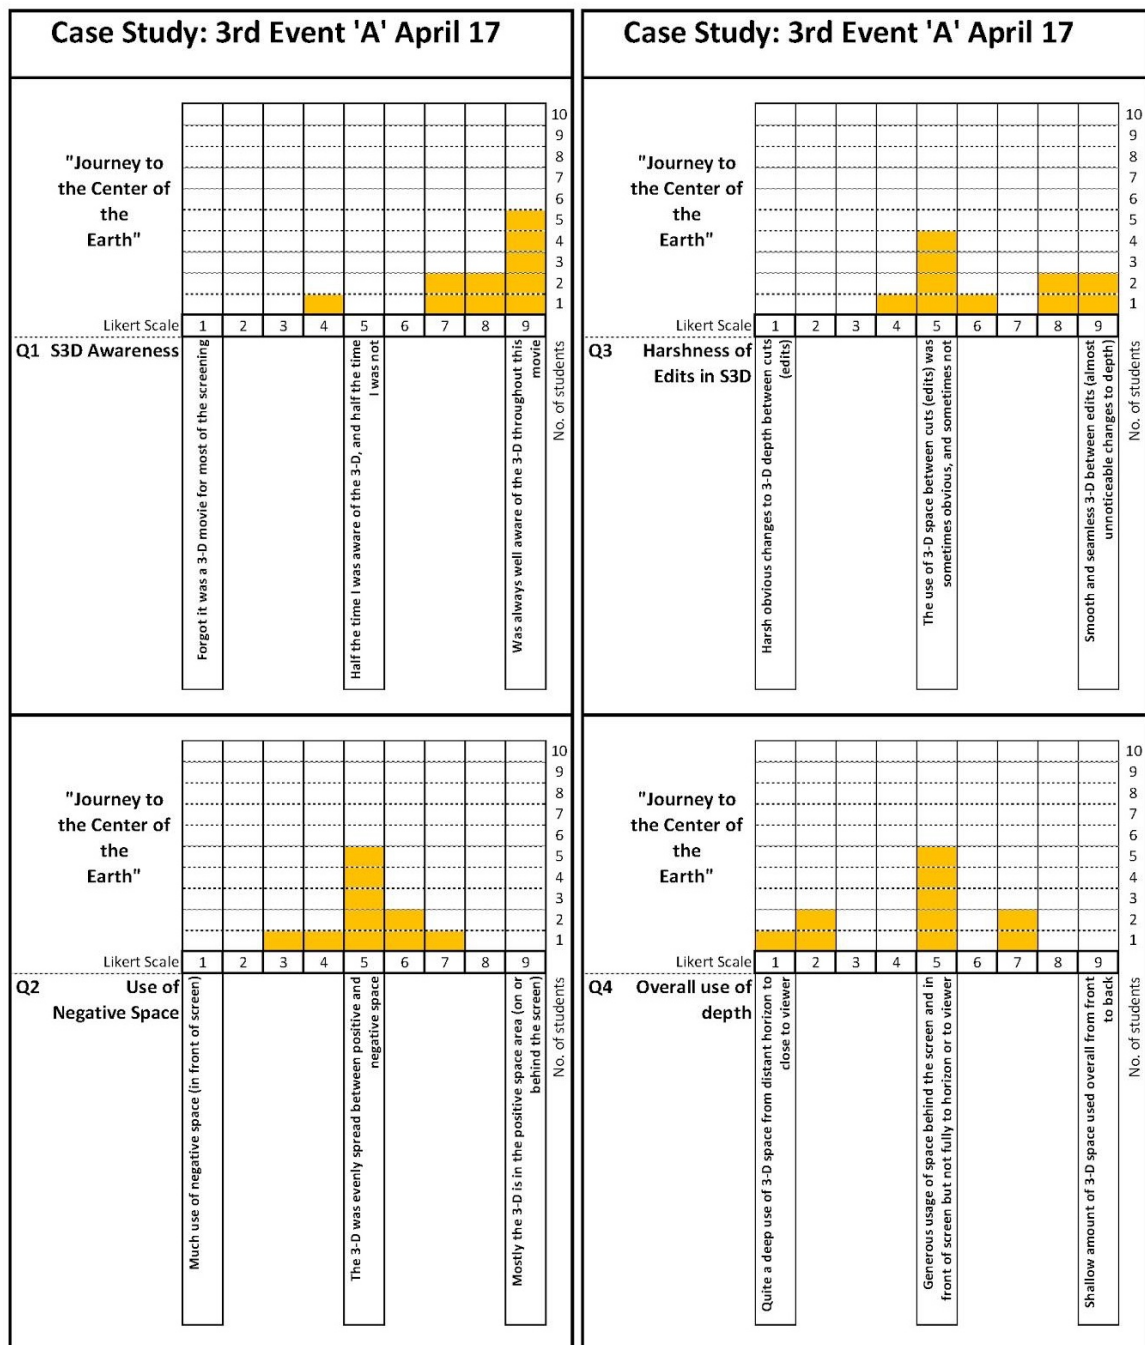 Case Study: 3rd Event 'A' April 17
"Journey to
the Center of
the
Earth"
10
9
8
7
6
5
4
3
2
1
Likert Scale 1 2 3 4 5 6 7 8 9
Q1 S3D Awareness
Forgot it was a 3-D movie for most of the screening
Half the time I was aware of the 3-D, and half the time
I was not
Was always well aware of the 3-D throughout this
movie
No. of students
"Journey to
the Center of
the
Earth"
10
9
8
7
6
5
4
3
2
1
Likert Scale 1 2 3 4 5 6 7 8 9
Q2 Use of
Negative Space
Much use of negative space (in front of screen)
The 3-D was evenly spread between positive and
negative space
Mostly the 3-D is in the positive space area (on or
behind the screen)
No. of students
Case Study: 3rd Event 'A' April 17
"Journey to
the Center of
the
Earth"
10
9
8
7
6
5
4
3
2
1
Likert Scale 1 2 3 4 5 6 7 8 9
Q3 Harshness of
Edits in S3D
Harsh obvious changes to 3-D depth between cuts
(edits)
The use of 3-D space between cuts (edits) was
sometimes obvious, and sometimes not
Smooth and seamless 3-D between edits (almost
unnoticeable changes to depth)
No. of students
"Journey to
the Center of
the
Earth"
10
9
8
7
6
5
4
3
2
1
Likert Scale 1 2 3 4 5 6 7 8 9
Q4 Overall use of
depth
Quite a deep use of 3-D space from distant horizon to
close to viewer
Generous usage of space behind the screen and in
front of screen but not fully to horizon or to viewer
Shallow amount of 3-D space used overall from front
to back
No. of students